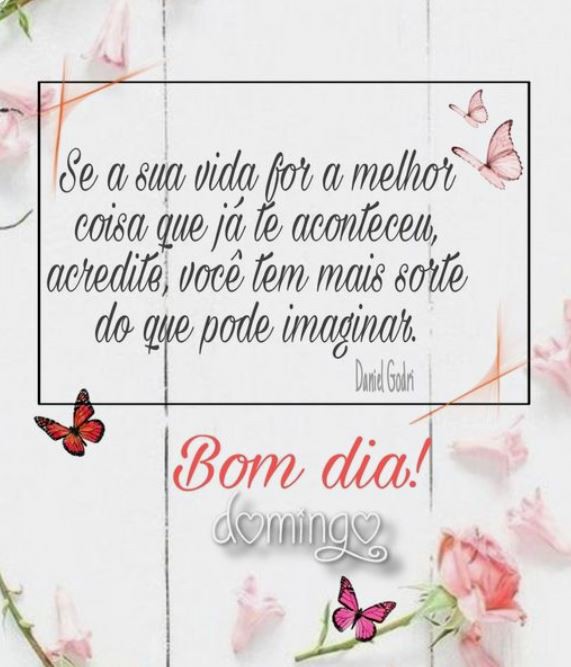 Se a sua vida for a melhor
coisa que já te aconteceu,
acredite, você tem mais sorte
do que pode imaginar.
Daniel Godri
Bom dia!
domingo